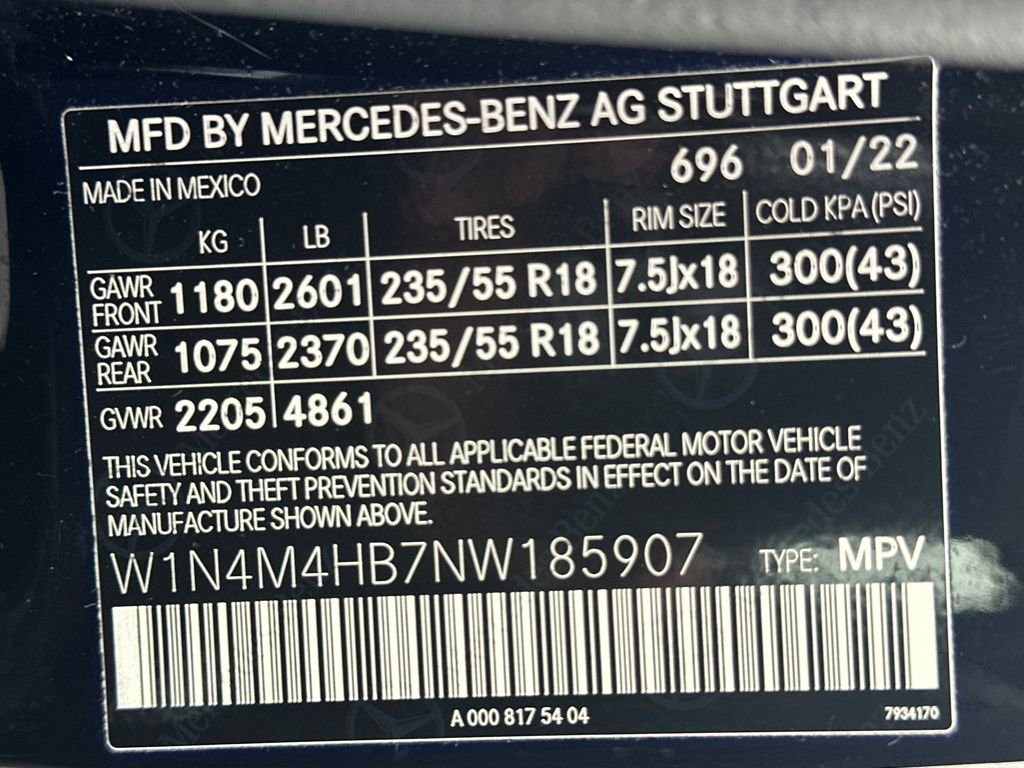 MFD BY MERCEDES-BENZ AG STUTTGART
696 01/22
MADE IN MEXICO
KG LB TIRES RIM SIZE COLD KPA (PSI)
GAWR FRONT 1180 2601 235/55 R18 7.5Jx18 300(43)
GAWR REAR 1075 2370 235/55 R18 7.5Jx18 300(43)
GVWR 2205 4861
THIS VEHICLE CONFORMS TO ALL APPLICABLE FEDERAL MOTOR VEHICLE
SAFETY AND THEFT PREVENTION STANDARDS IN EFFECT ON THE DATE OF
MANUFACTURE SHOWN ABOVE.
W1N4M4HB7NW185907 TYPE: MPV
A 000 817 54 04 7934170